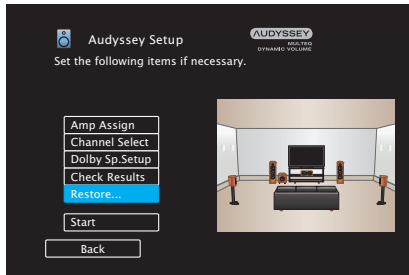 Audyssey Setup
AUDYSSEY
MULTEQ
DYNAMIC VOLUME
Set the following items if necessary.
Amp Assign
Channel Select
Dolby Sp.Setup
Check Results
Restore...
Start
Back